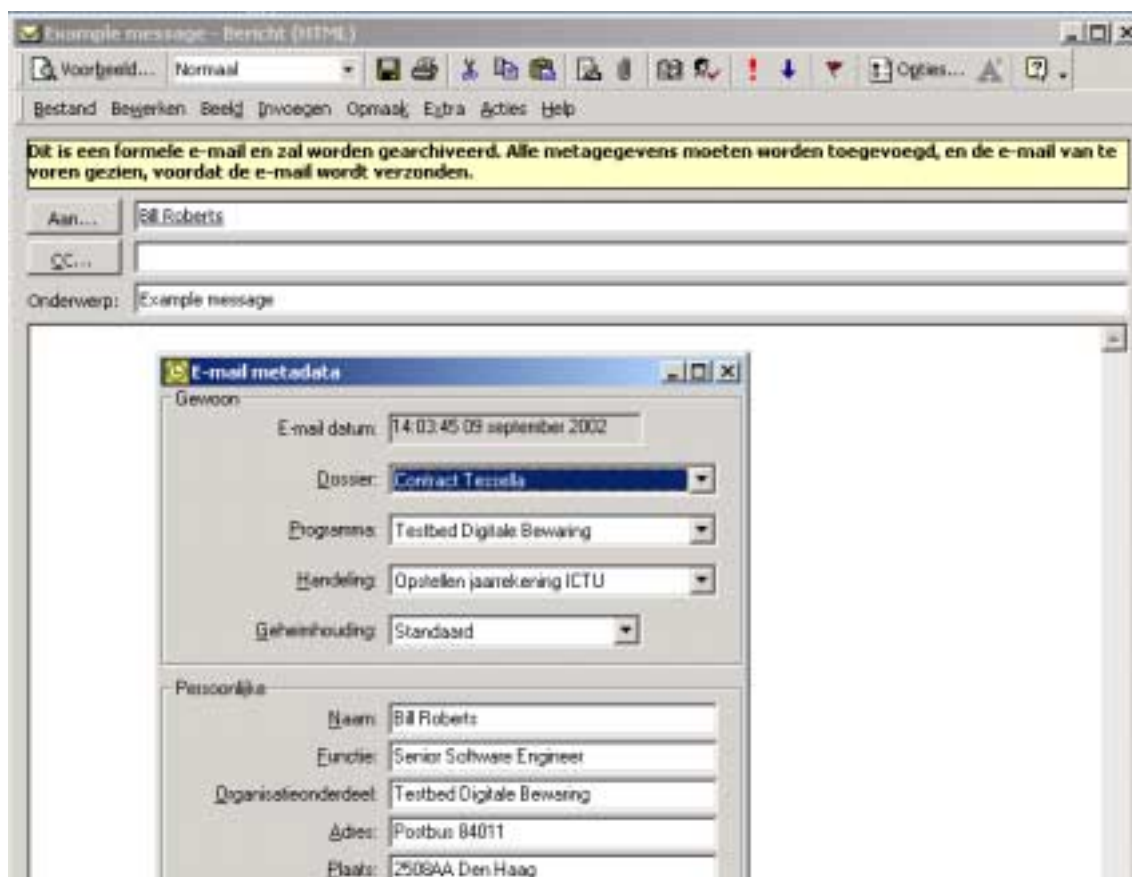 Example message - Bericht (HTML)
Voorbeeld... Normaal Opties...
Bestand Bewerken Beeld Invoegen Opmaak Extra Acties Help
Dit is een formele e-mail en zal worden gearchiveerd. Alle metagegevens moeten worden toegevoegd, en de e-mail van te
voren gezien, voordat de e-mail wordt verzonden.
Aan... Bill Roberts
CC...
Onderwerp: Example message
E-mail metadata
Gewoon
E-mail datum: 14:03:45 09 september 2002
Dossier: Contract Tessella
Programma: Testbed Digitale Bewaring
Handeling: Opstellen jaarrekening ICTU
Geheimhouding: Standaard
Persoonlijke
Naam: Bill Roberts
Functie: Senior Software Engineer
Organisatieonderdeel: Testbed Digitale Bewaring
Adres: Postbus 84011
Plaats: 2508AA Den Haag